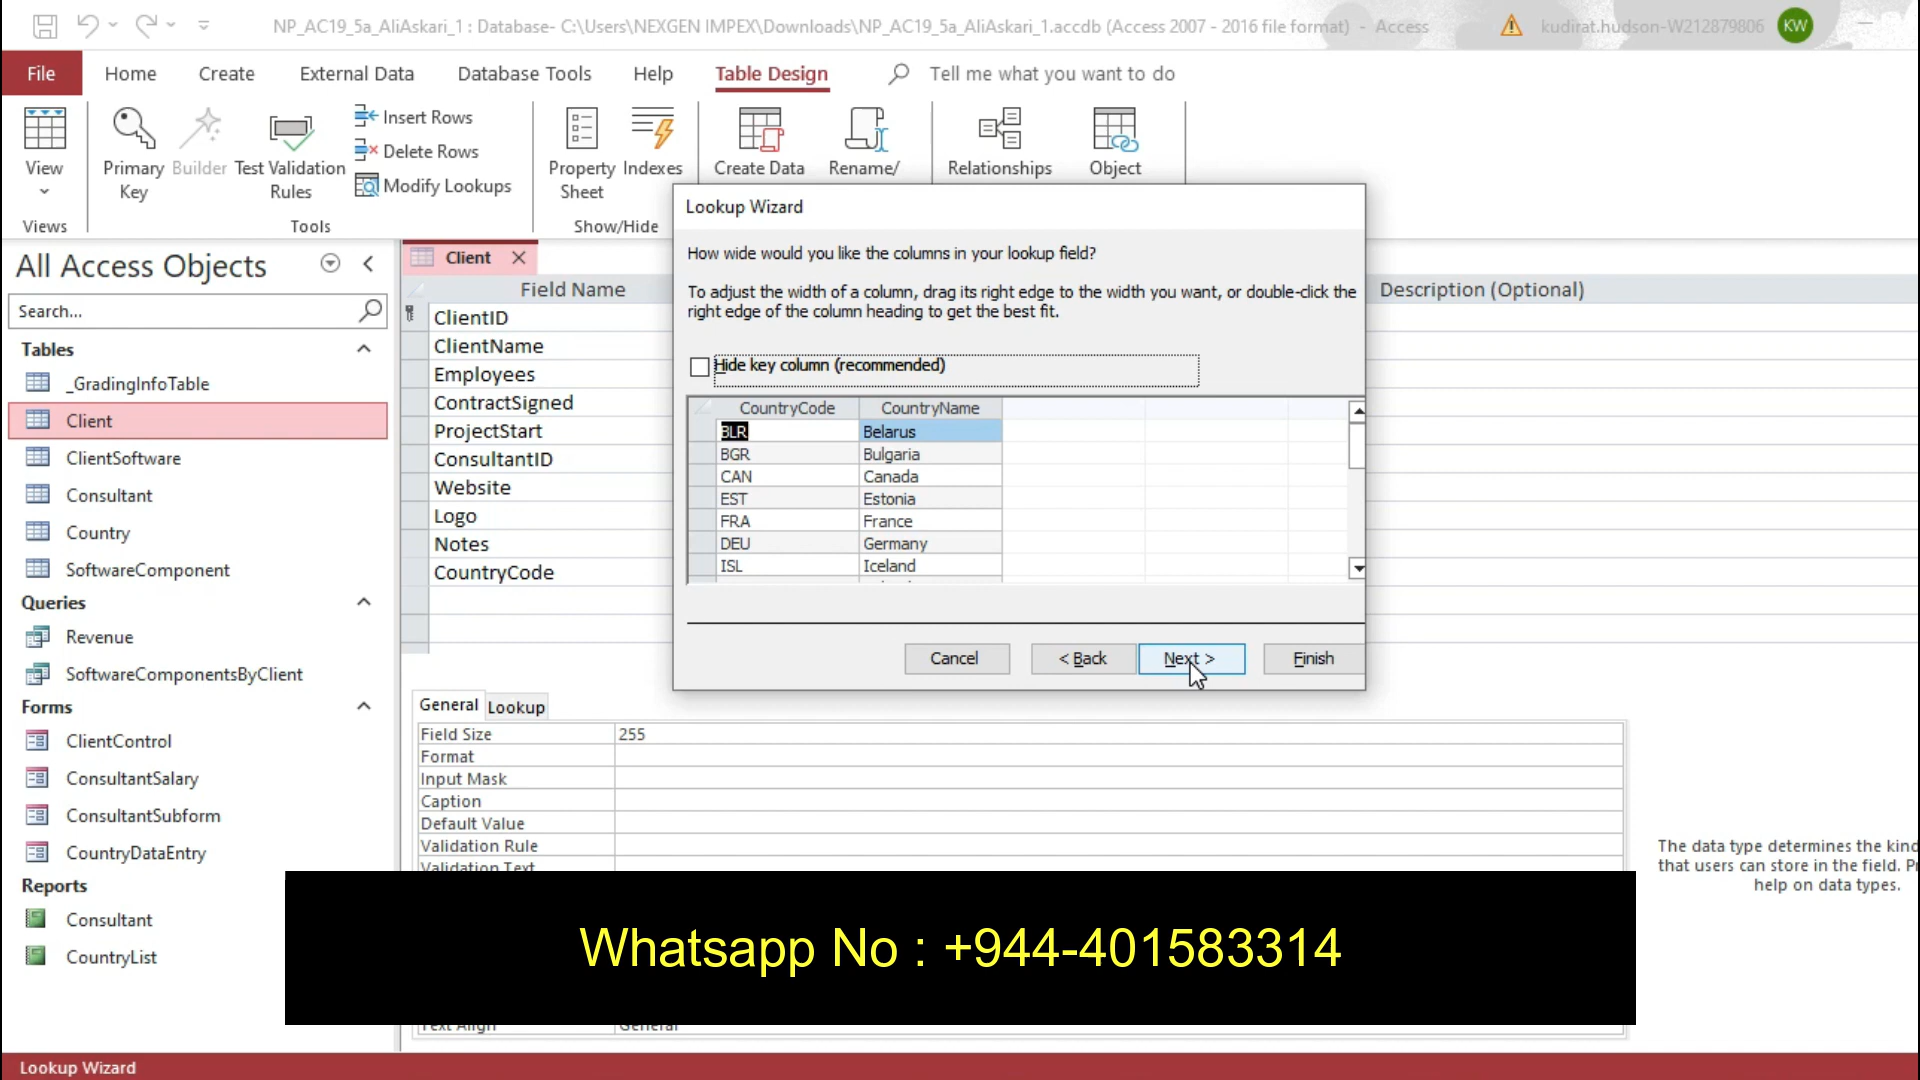 NP_AC19_5a_AliAskari_1 : Database- C:\Users\NEXGEN IMPEX\Downloads\NP_AC19_5a_AliAskari_1.accdb (Access 2007 - 2016 file format) - Access
kudirat.hudson-W212879806
KW
File
Home
Create
External Data
Database Tools
Help
Table Design
Tell me what you want to do
View
Primary Key
Builder
Test Validation Rules
Insert Rows
Delete Rows
Modify Lookups
Property Sheet
Indexes
Create Data
Rename/
Relationships
Object
Views
Tools
Show/Hide
All Access Objects
Search...
Tables
_GradingInfoTable
Client
ClientSoftware
Consultant
Country
SoftwareComponent
Queries
Revenue
SoftwareComponentsByClient
Forms
ClientControl
ConsultantSalary
ConsultantSubform
CountryDataEntry
Reports
Consultant
CountryList
Client
Field Name
Description (Optional)
ClientID
ClientName
Employees
ContractSigned
ProjectStart
ConsultantID
Website
Logo
Notes
CountryCode
Lookup Wizard
How wide would you like the columns in your lookup field?
To adjust the width of a column, drag its right edge to the width you want, or double-click the
right edge of the column heading to get the best fit.
Hide key column (recommended)
CountryCode CountryName
BLR Belarus
BGR Bulgaria
CAN Canada
EST Estonia
FRA France
DEU Germany
ISL Iceland
Cancel
< Back
Next >
Finish
General
Lookup
Field Size 255
Format
Input Mask
Caption
Default Value
Validation Rule
Validation Text
Text Align General
The data type determines the kind
that users can store in the field.
help on data types.
Whatsapp No : +944-401583314
Lookup Wizard